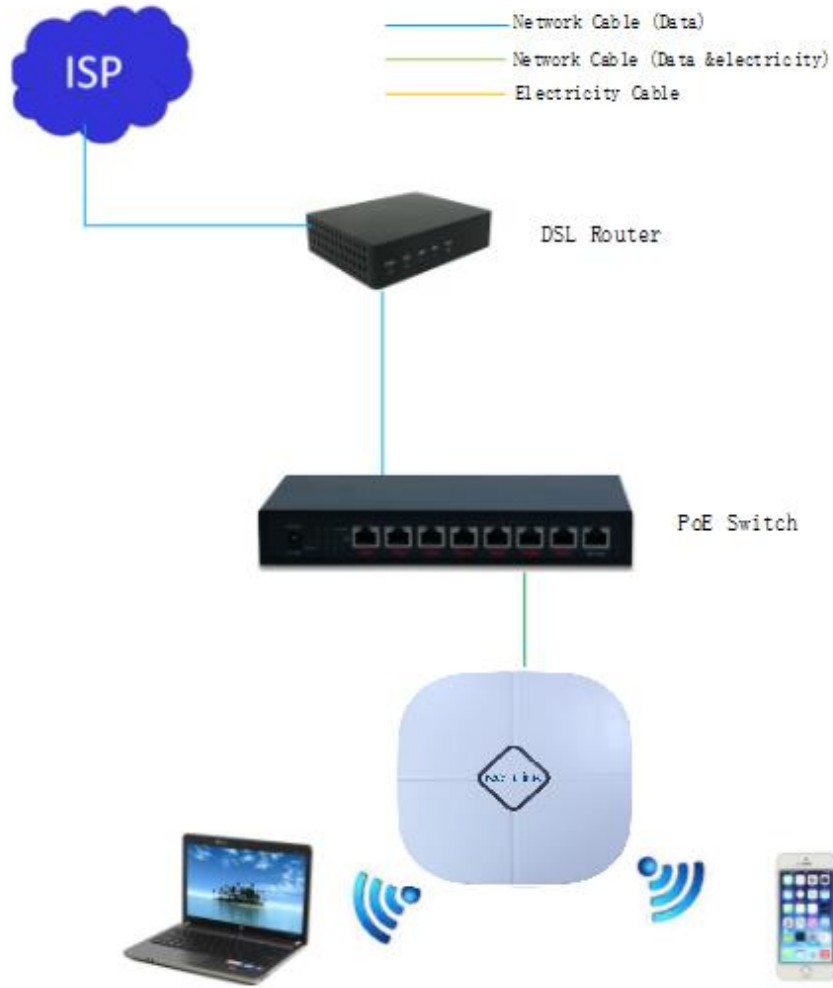 ISP
Network Cable (Data)
Network Cable (Data &electricity)
Electricity Cable
DSL Router
PoE Switch